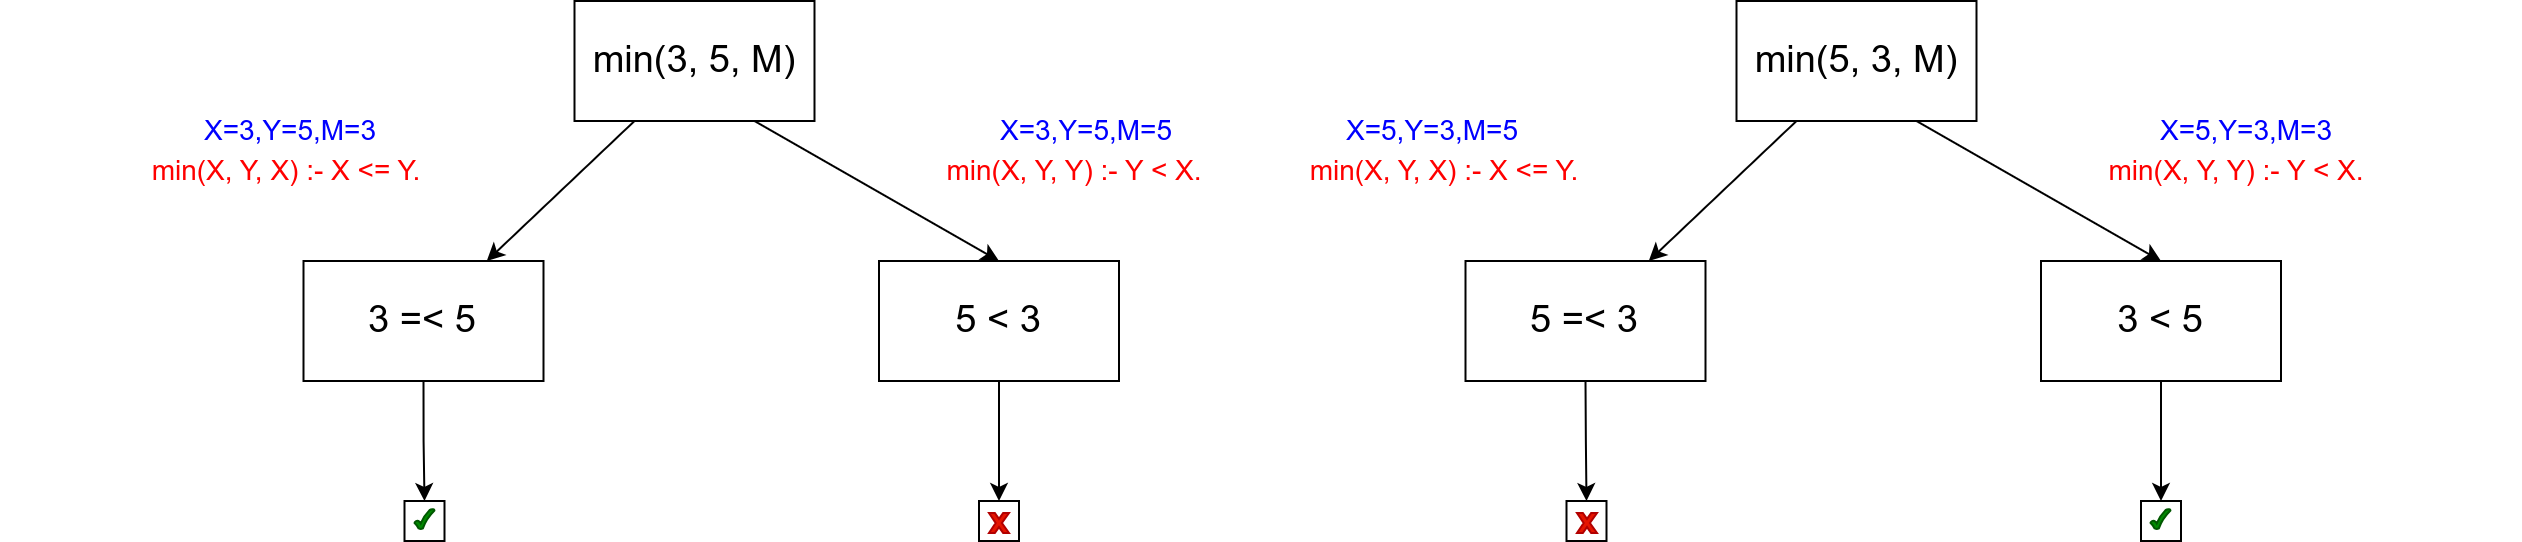 min(3, 5, M)
X=3,Y=5,M=3
min(X, Y, X) :- X <= Y.
X=3,Y=5,M=5
min(X, Y, Y) :- Y < X.
3 =< 5
5 < 3
min(5, 3, M)
X=5,Y=3,M=5
min(X, Y, X) :- X <= Y.
X=5,Y=3,M=3
min(X, Y, Y) :- Y < X.
5 =< 3
3 < 5